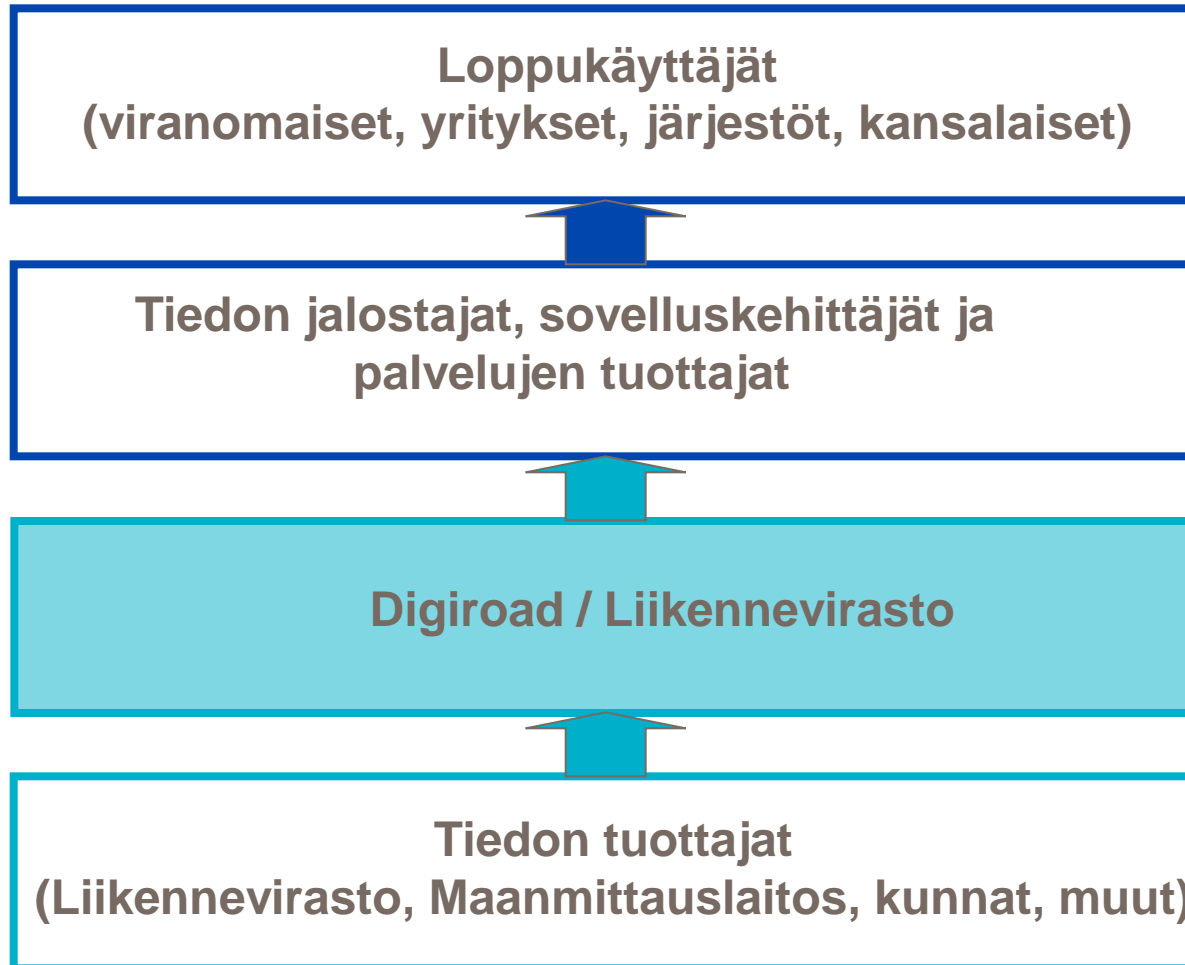 Loppukäyttäjät
(viranomaiset, yritykset, järjestöt, kansalaiset)
Tiedon jalostajat, sovelluskehittäjät ja
palvelujen tuottajat
Digiroad / Liikennevirasto
Tiedon tuottajat
(Liikennevirasto, Maanmittauslaitos, kunnat, muut)